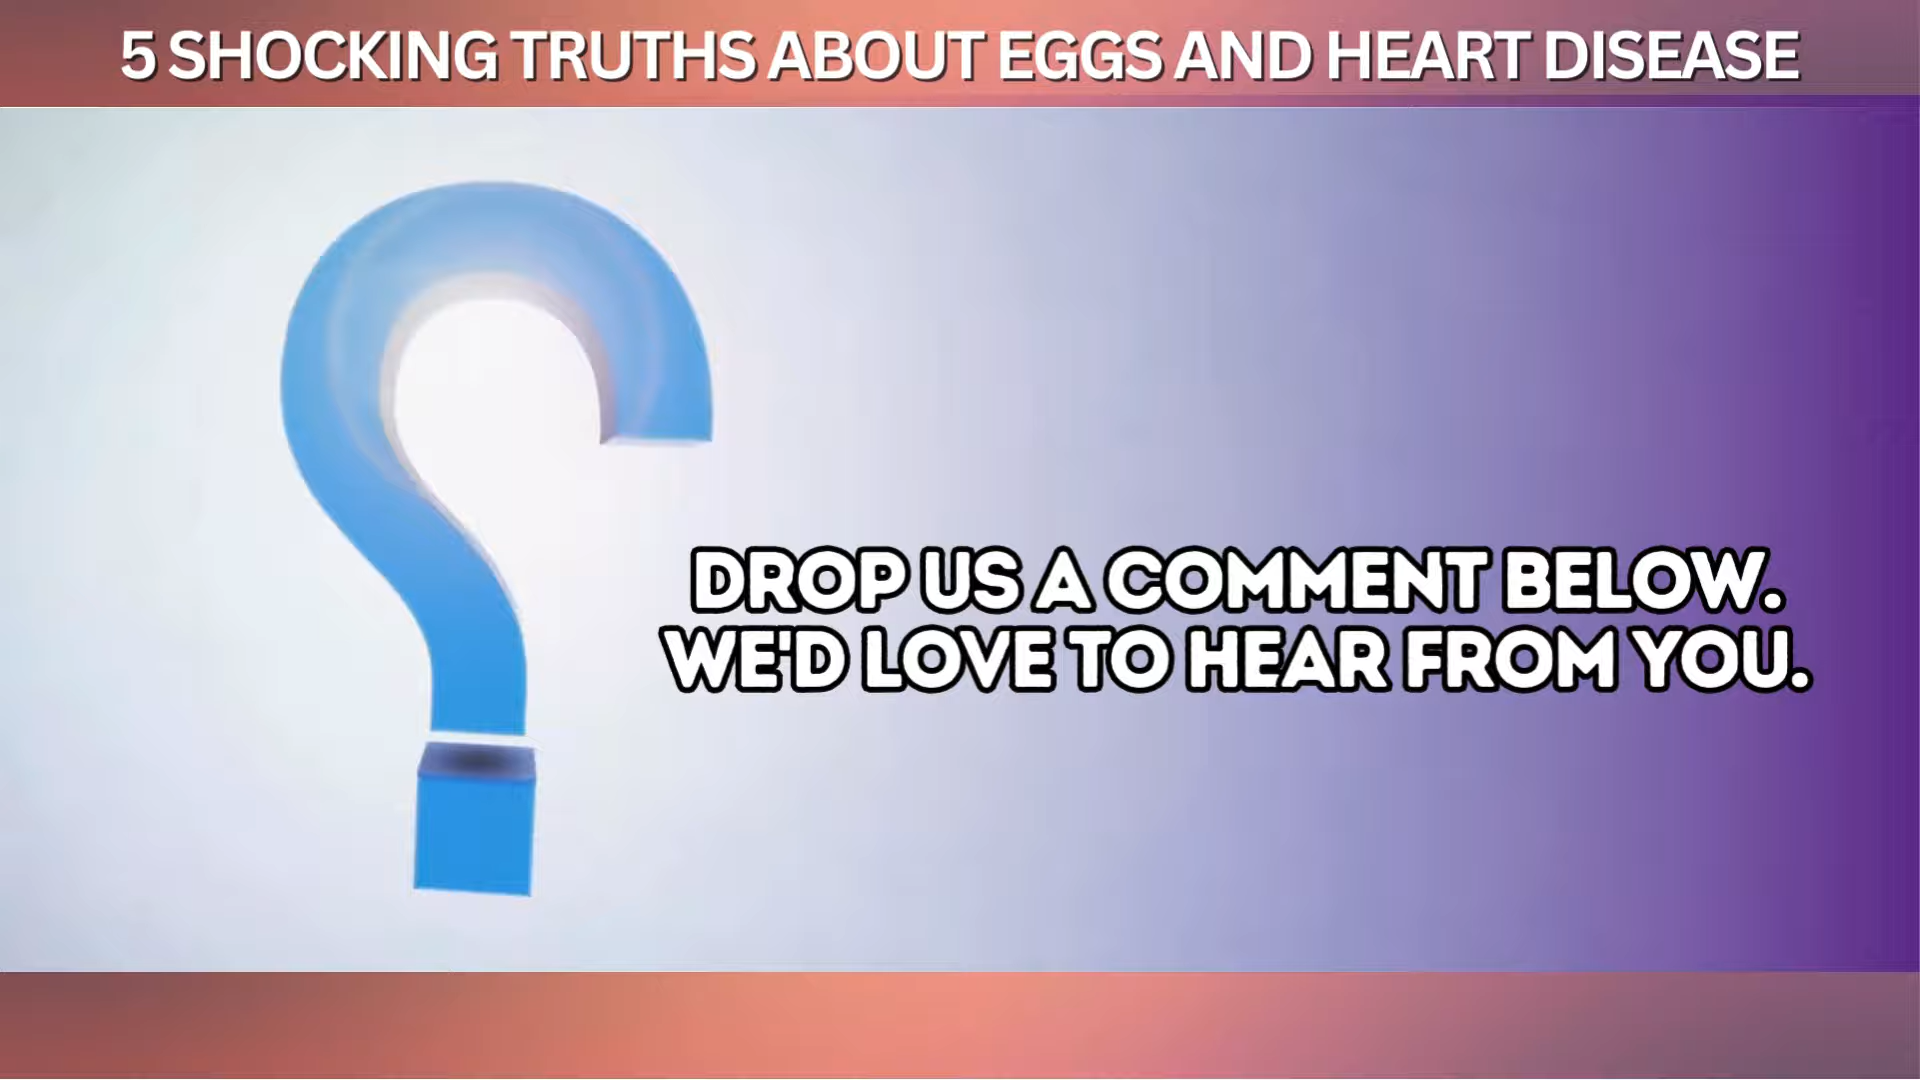 5 SHOCKING TRUTHS ABOUT EGGS AND HEART DISEASE
DROP US A COMMENT BELOW.
WE'D LOVE TO HEAR FROM YOU.